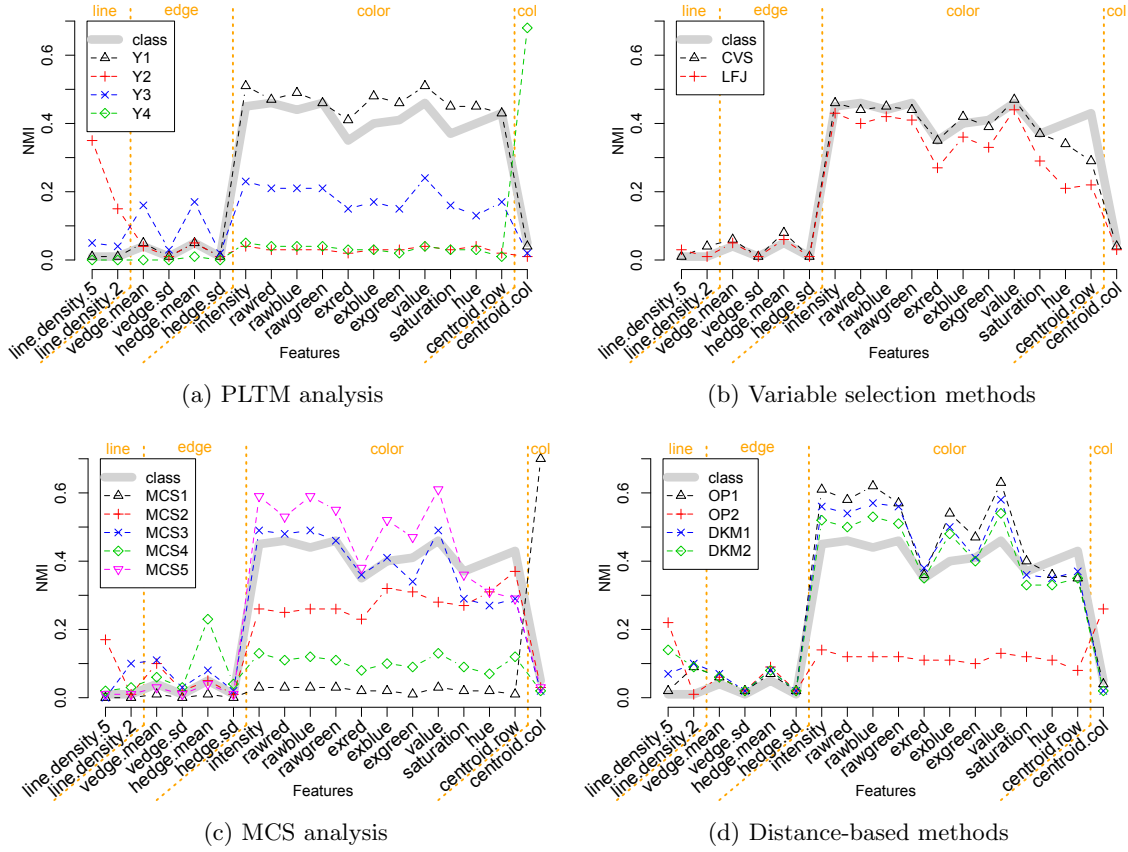 line edge color col
class
Y1
Y2
Y3
Y4
NMI
0.0 0.2 0.4 0.6
line.density.5
line.density.2
vedge.mean
vedge.sd
hedge.mean
hedge.sd
intensity
rawred
rawblue
rawgreen
exred
exblue
exgreen
value
saturation
hue
centroid.row
centroid.col
Features
(a) PLTM analysis
line edge color col
class
CVS
LFJ
NMI
0.0 0.2 0.4 0.6
line.density.5
line.density.2
vedge.mean
vedge.sd
hedge.mean
hedge.sd
intensity
rawred
rawblue
rawgreen
exred
exblue
exgreen
value
saturation
hue
centroid.row
centroid.col
Features
(b) Variable selection methods
line edge color col
class
MCS1
MCS2
MCS3
MCS4
MCS5
NMI
0.0 0.2 0.4 0.6
line.density.5
line.density.2
vedge.mean
vedge.sd
hedge.mean
hedge.sd
intensity
rawred
rawblue
rawgreen
exred
exblue
exgreen
value
saturation
hue
centroid.row
centroid.col
Features
(c) MCS analysis
line edge color col
class
OP1
OP2
DKM1
DKM2
NMI
0.0 0.2 0.4 0.6
line.density.5
line.density.2
vedge.mean
vedge.sd
hedge.mean
hedge.sd
intensity
rawred
rawblue
rawgreen
exred
exblue
exgreen
value
saturation
hue
centroid.row
centroid.col
Features
(d) Distance-based methods